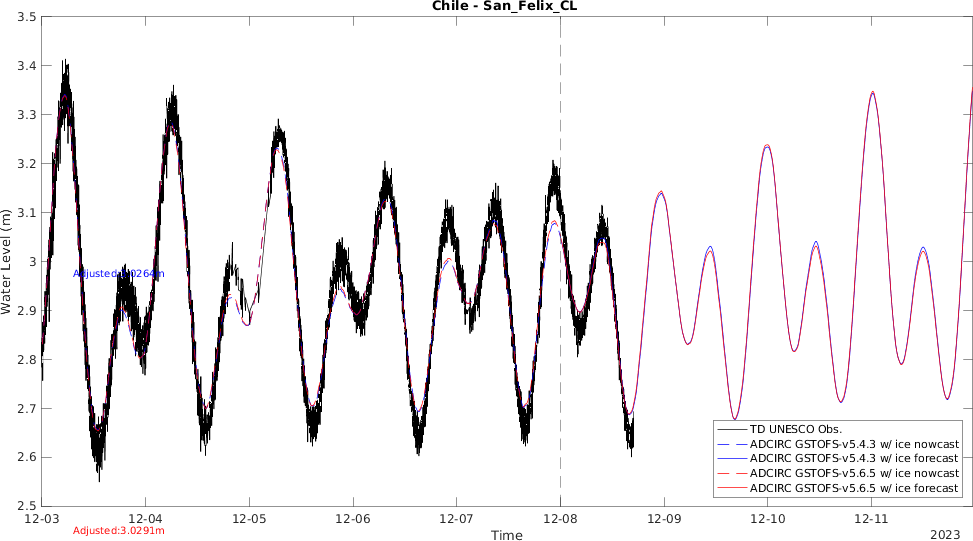 Chile - San_Felix_CL
3.5
3.4
3.3
3.2
3.1
3
2.9
2.8
2.7
2.6
2.5
Water Level (m)
Adjusted:3.0264m
TD UNESCO Obs.
ADCIRC GSTOFS-v5.4.3 w/ ice nowcast
ADCIRC GSTOFS-v5.4.3 w/ ice forecast
ADCIRC GSTOFS-v5.6.5 w/ ice nowcast
ADCIRC GSTOFS-v5.6.5 w/ ice forecast
12-03 12-04 12-05 12-06 12-07 12-08 12-09 12-10 12-11
Adjusted:3.0291m
Time
2023